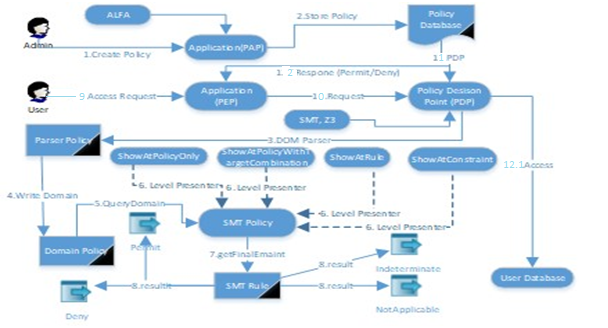 ALFA
2.Store Policy
Policy
Database
Admin
1.Create Policy
Application(PAP)
11 PDP
1. 2 Respone (Permit/Deny)
9.Access Request
User
Application
(PEP)
10.Request
Policy Desison
Point (PDP)
SMT, Z3
3.DOM Parser
Parser Policy
ShowAtPolicyOnly
ShowAtPolicyWithT
argetCombination
ShowAtRule
ShowAtConstraint
12.1Access
4.Write Domain
6. Level Presenter
6. Level Presenter
5.QueryDomain
6. Level Presenter
6. Level Presenter
SMT Policy
Domain Policy
Permit
7.getFinalEmaint
8.result
Indeterminate
8.result
SMT Rule
8.result
User Database
Deny
NotApplicable